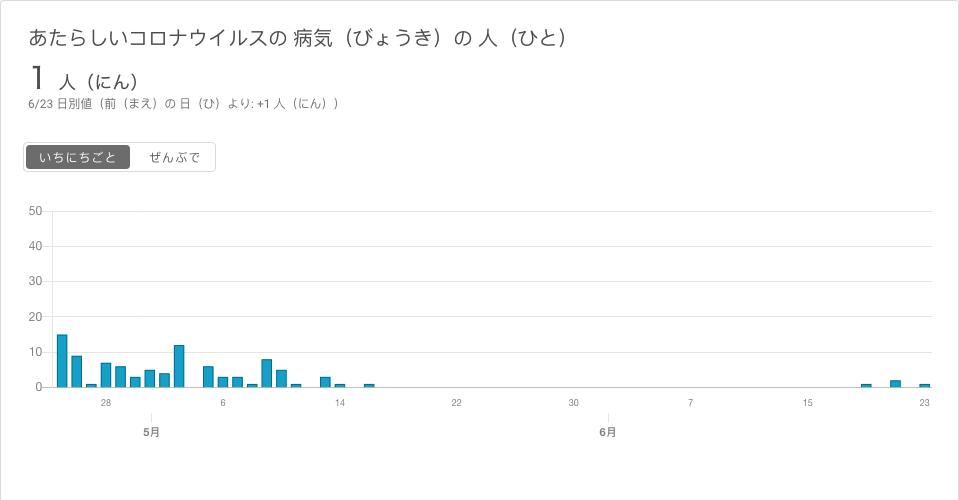 あたらしいコロナウイルスの 病気（びょうき）の 人（ひと）
1 人（にん）
6/23 日別値（前（まえ）の 日（ひ）より: +1 人（にん））
いちにちごと ぜんぶで
50
40
30
20
10
0
28 6 14 22 30 7 15 23
5月 6月